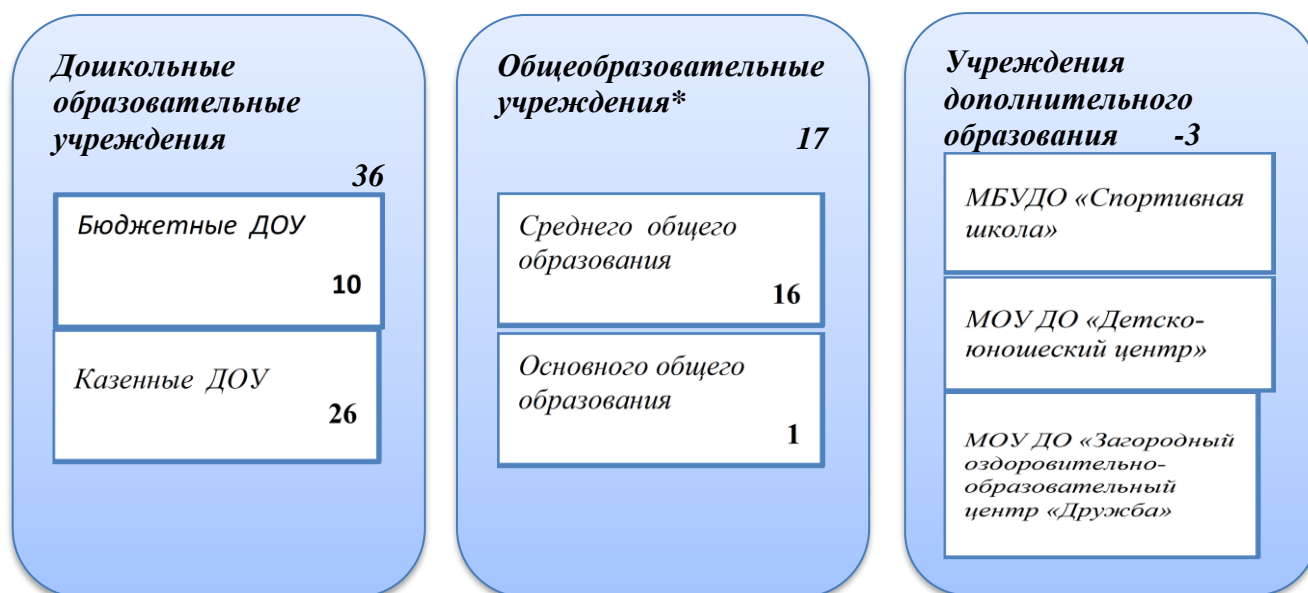 Дошкольные
образовательные
учреждения
36
Бюджетные ДОУ
10
Казенные ДОУ
26
Общеобразовательные
учреждения*
17
Среднего общего
образования
16
Основного общего
образования
1
Учреждения
дополнительного
образования -3
МБУДО «Спортивная
школа»
МОУ ДО «Детско-
юношеский центр»
МОУ ДО «Загородный
оздоровительно-
образовательный
центр «Дружба»